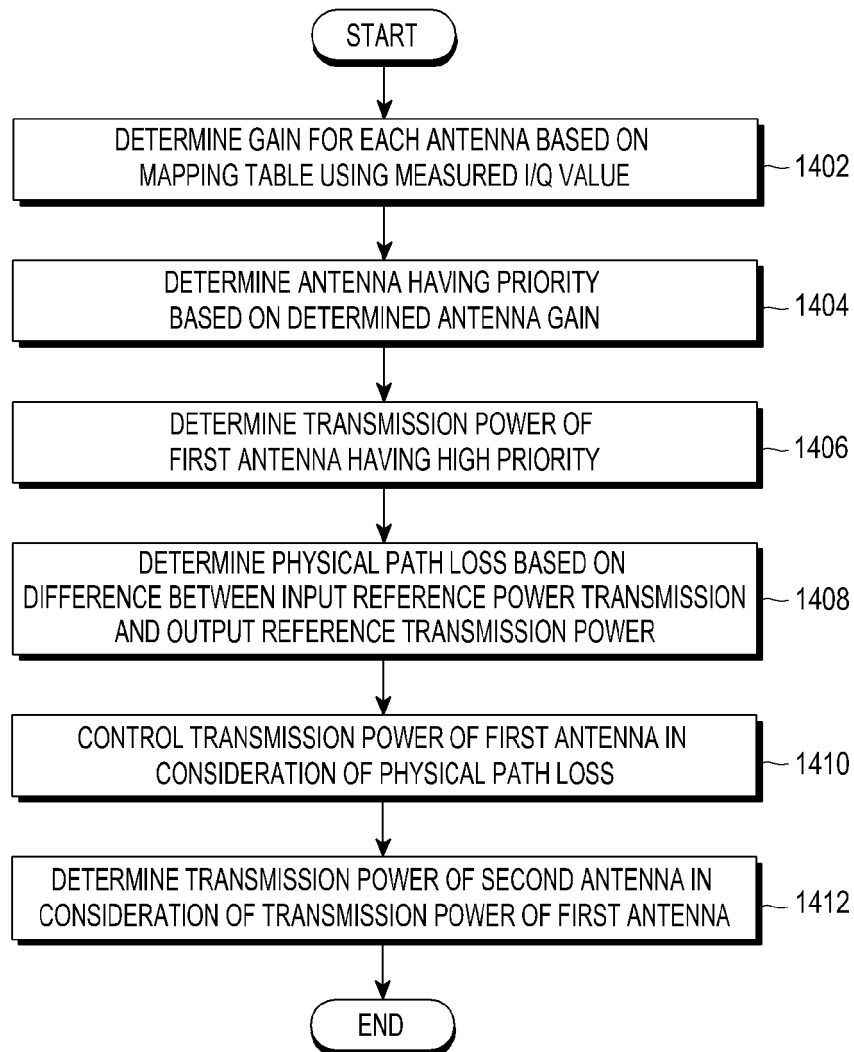 START
DETERMINE GAIN FOR EACH ANTENNA BASED ON
MAPPING TABLE USING MEASURED I/Q VALUE
1402
DETERMINE ANTENNA HAVING PRIORITY
BASED ON DETERMINED ANTENNA GAIN
1404
DETERMINE TRANSMISSION POWER OF
FIRST ANTENNA HAVING HIGH PRIORITY
1406
DETERMINE PHYSICAL PATH LOSS BASED ON
DIFFERENCE BETWEEN INPUT REFERENCE POWER TRANSMISSION
AND OUTPUT REFERENCE TRANSMISSION POWER
1408
CONTROL TRANSMISSION POWER OF FIRST ANTENNA IN
CONSIDERATION OF PHYSICAL PATH LOSS
1410
DETERMINE TRANSMISSION POWER OF SECOND ANTENNA IN
CONSIDERATION OF TRANSMISSION POWER OF FIRST ANTENNA
1412
END